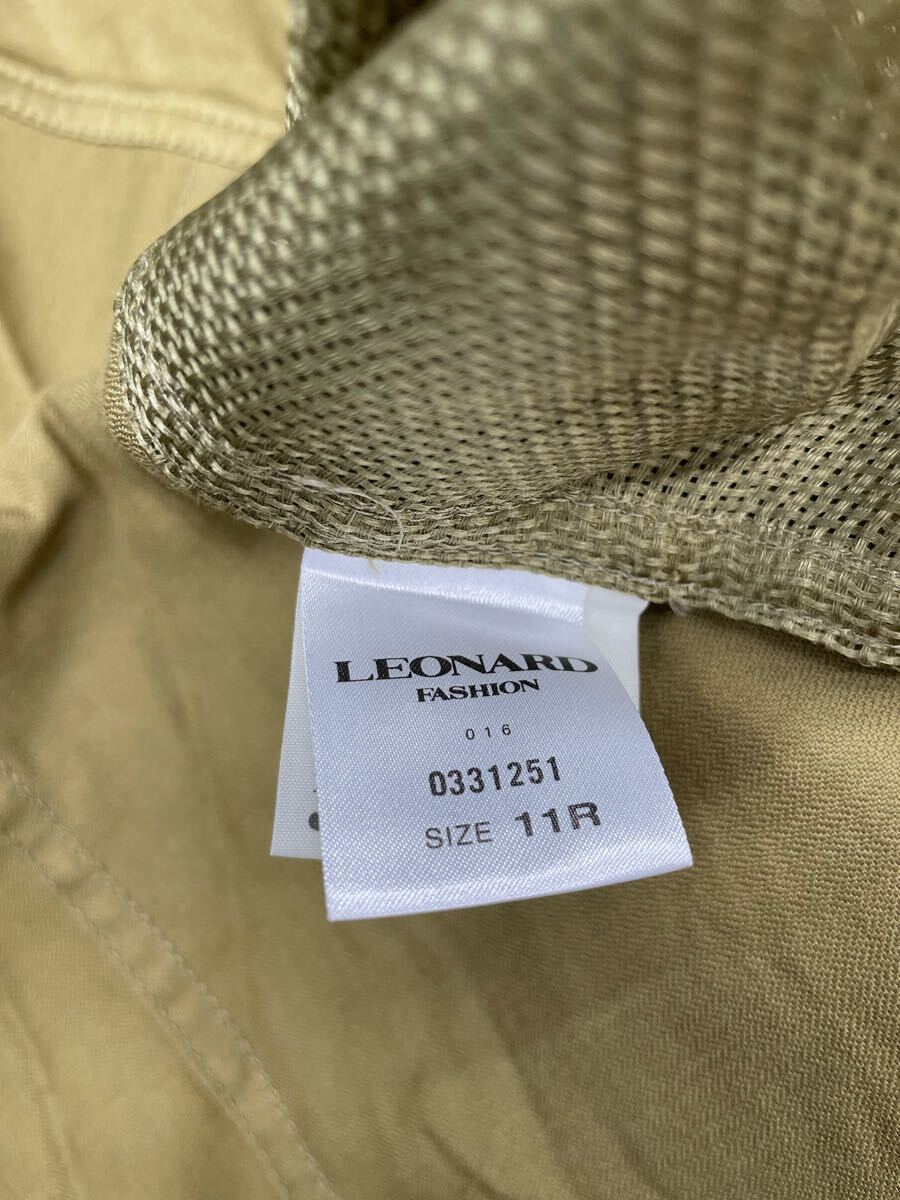 LEONARD
FASHION
016
0331251
SIZE 11R